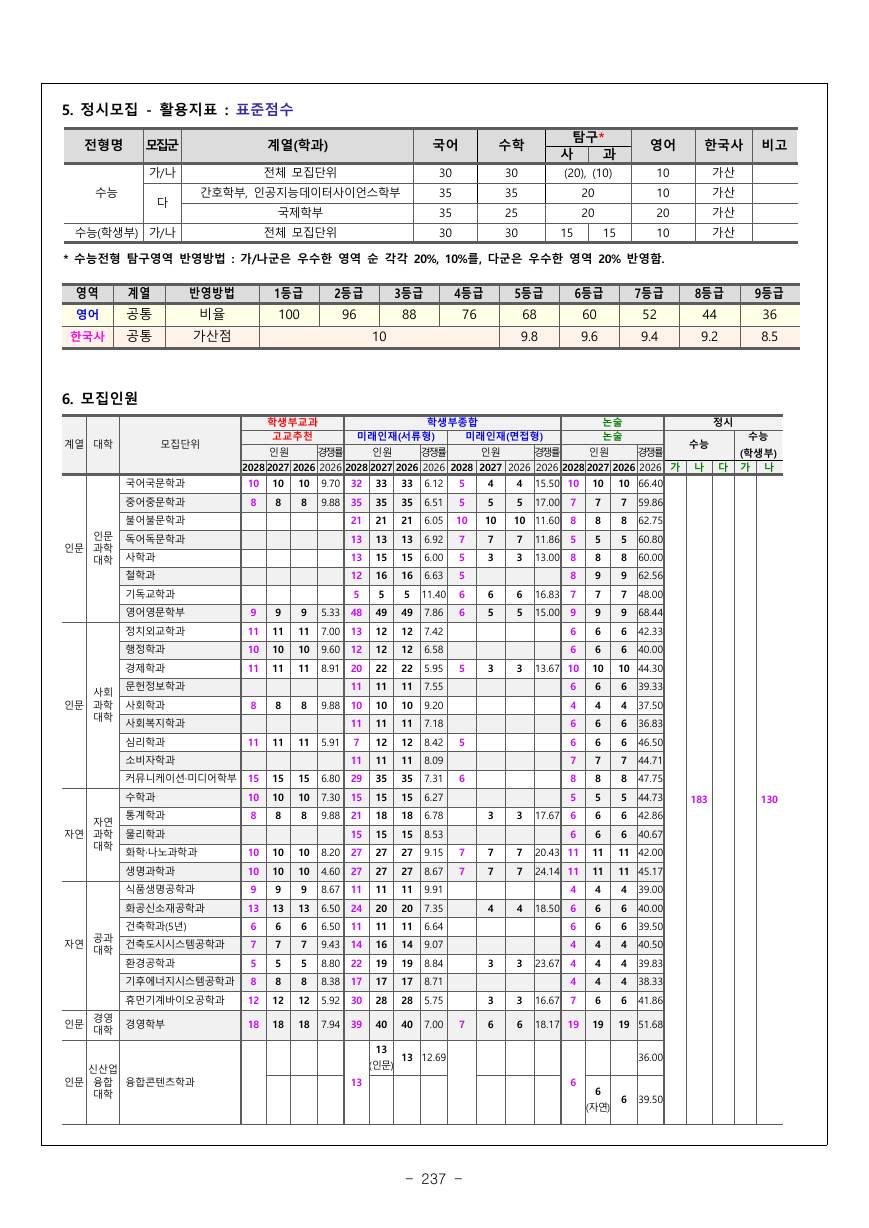 5. 정시모집 - 활용지표 : 표준점수
전형명 모집군 계열(학과) 국어 수학 탐구* 영어 한국사 비고
사 과
수능 가/나 전체 모집단위 30 30 (20), (10) 10 가산
다 간호학부, 인공지능데이터사이언스학부 35 35 20 10 가산
국제학부 35 25 20 20 가산
수능(학생부) 가/나 전체 모집단위 30 30 15 15 10 가산
* 수능전형 탐구영역 반영방법 : 가/나군은 우수한 영역 순 각각 20%, 10%를, 다군은 우수한 영역 20% 반영함.
영역 계열 반영방법 1등급 2등급 3등급 4등급 5등급 6등급 7등급 8등급 9등급
영어 공통 비율 100 96 88 76 68 60 52 44 36
한국사 공통 가산점 10 9.8 9.6 9.4 9.2 8.5
6. 모집인원
계열 대학 모집단위 학생부교과 학생부종합 논술 정시
고교추천 미래인재(서류형) 미래인재(면접형) 논술 수능 수능(학생부)
인원 경쟁률 인원 경쟁률 인원 경쟁률 인원 경쟁률
2028 2027 2026 2026 2028 2027 2026 2026 2028 2027 2026 2026 2028 2027 2026 2026 가 나 다 가 나
인문 인문과학대학 국어국문학과 10 10 10 9.70 32 33 33 6.12 5 4 4 15.50 10 10 10 66.40
중어중문학과 8 8 8 9.88 35 35 35 6.51 5 5 5 17.00 7 7 7 59.86
불어불문학과 21 21 21 6.05 10 10 10 11.60 8 8 8 62.75
독어독문학과 13 13 13 6.92 7 7 7 11.86 5 5 5 60.80
사학과 13 15 15 6.00 5 3 3 13.00 8 8 8 60.00
철학과 12 16 16 6.63 5 8 9 9 62.56
기독교학과 5 5 5 11.40 6 6 6 16.83 7 7 7 48.00
영어영문학부 9 9 9 5.33 48 49 49 7.86 6 5 5 15.00 9 9 9 68.44
인문 사회과학대학 정치외교학과 11 11 11 7.00 13 12 12 7.42 6 6 6 42.33
행정학과 10 10 10 9.60 12 12 12 6.58 6 6 6 40.00
경제학과 11 11 11 8.91 20 22 22 5.95 5 3 3 13.67 10 10 10 44.30
문헌정보학과 11 11 11 7.55 6 6 6 39.33
사회학과 8 8 8 9.88 10 10 10 9.20 4 4 4 37.50
사회복지학과 11 11 11 7.18 6 6 6 36.83
심리학과 11 11 11 5.91 7 12 12 8.42 5 6 6 6 46.50
소비자학과 11 11 11 8.09 7 7 7 44.71
커뮤니케이션·미디어학부 15 15 15 6.80 29 35 35 7.31 6 8 8 8 47.75
자연 자연과학대학 수학과 10 10 10 7.30 15 15 15 6.27 5 5 5 44.73 183 130
통계학과 8 8 8 9.88 21 18 18 6.78 3 3 17.67 6 6 6 42.86
물리학과 15 15 15 8.53 6 6 6 40.67
화학·나노과학과 10 10 10 8.20 27 27 27 9.15 7 7 7 20.43 11 11 11 42.00
생명과학과 10 10 10 4.60 27 27 27 8.67 7 7 7 24.14 11 11 11 45.17
자연 공과대학 식품생명공학과 9 9 9 8.67 11 11 11 9.91 4 4 4 39.00
화공신소재공학과 13 13 13 6.50 24 20 20 7.35 4 4 18.50 6 6 6 40.00
건축학과(5년) 6 6 6 6.50 11 11 11 6.64 6 6 6 39.50
건축도시시스템공학과 7 7 7 9.43 14 16 14 9.07 4 4 4 40.50
환경공학과 5 5 5 8.80 22 19 19 8.84 3 3 23.67 4 4 4 39.83
기후에너지시스템공학과 8 8 8 8.38 17 17 17 8.71 4 4 4 38.33
휴먼기계바이오공학과 12 12 12 5.92 30 28 28 5.75 3 3 16.67 7 6 6 41.86
인문 경영대학 경영학부 18 18 18 7.94 39 40 40 7.00 7 6 6 18.17 19 19 19 51.68
인문 신산업융합대학 융합콘텐츠학과 13 13(인문) 13 12.69 6 36.00
6(자연) 6 39.50
- 237 -